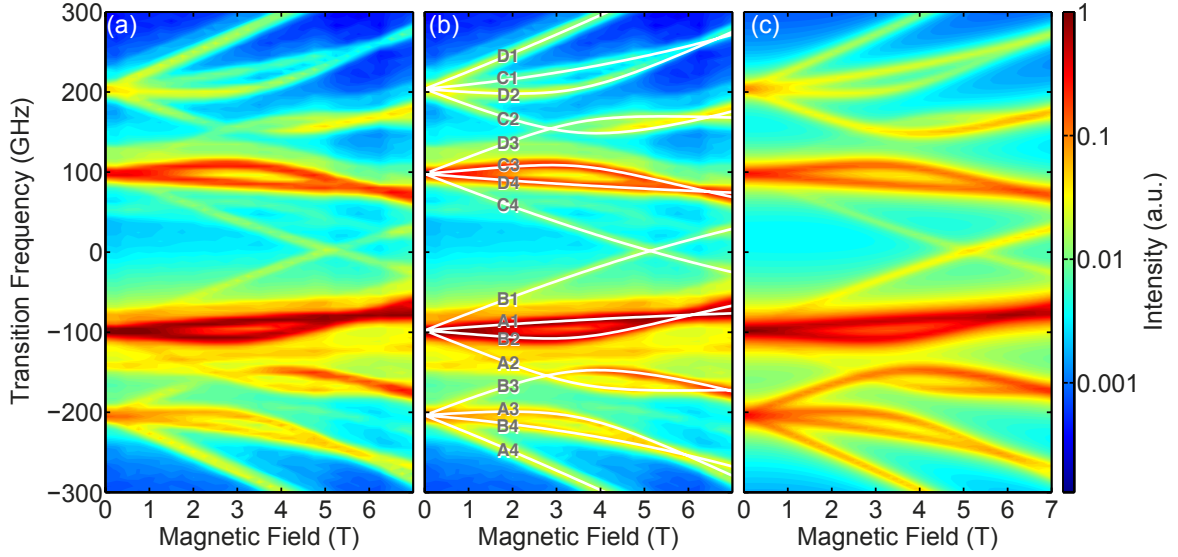 (a)
(b)
(c)
Transition Frequency (GHz)
300
200
100
0
−100
−200
−300
D1
C1
D2
C2
D3
C3
D4
C4
B1
A1
B2
A2
B3
A3
B4
A4
0 1 2 3 4 5 6
0 1 2 3 4 5 6
0 1 2 3 4 5 6 7
Magnetic Field (T)
Magnetic Field (T)
Magnetic Field (T)
1
0.1
0.01
0.001
Intensity (a.u.)